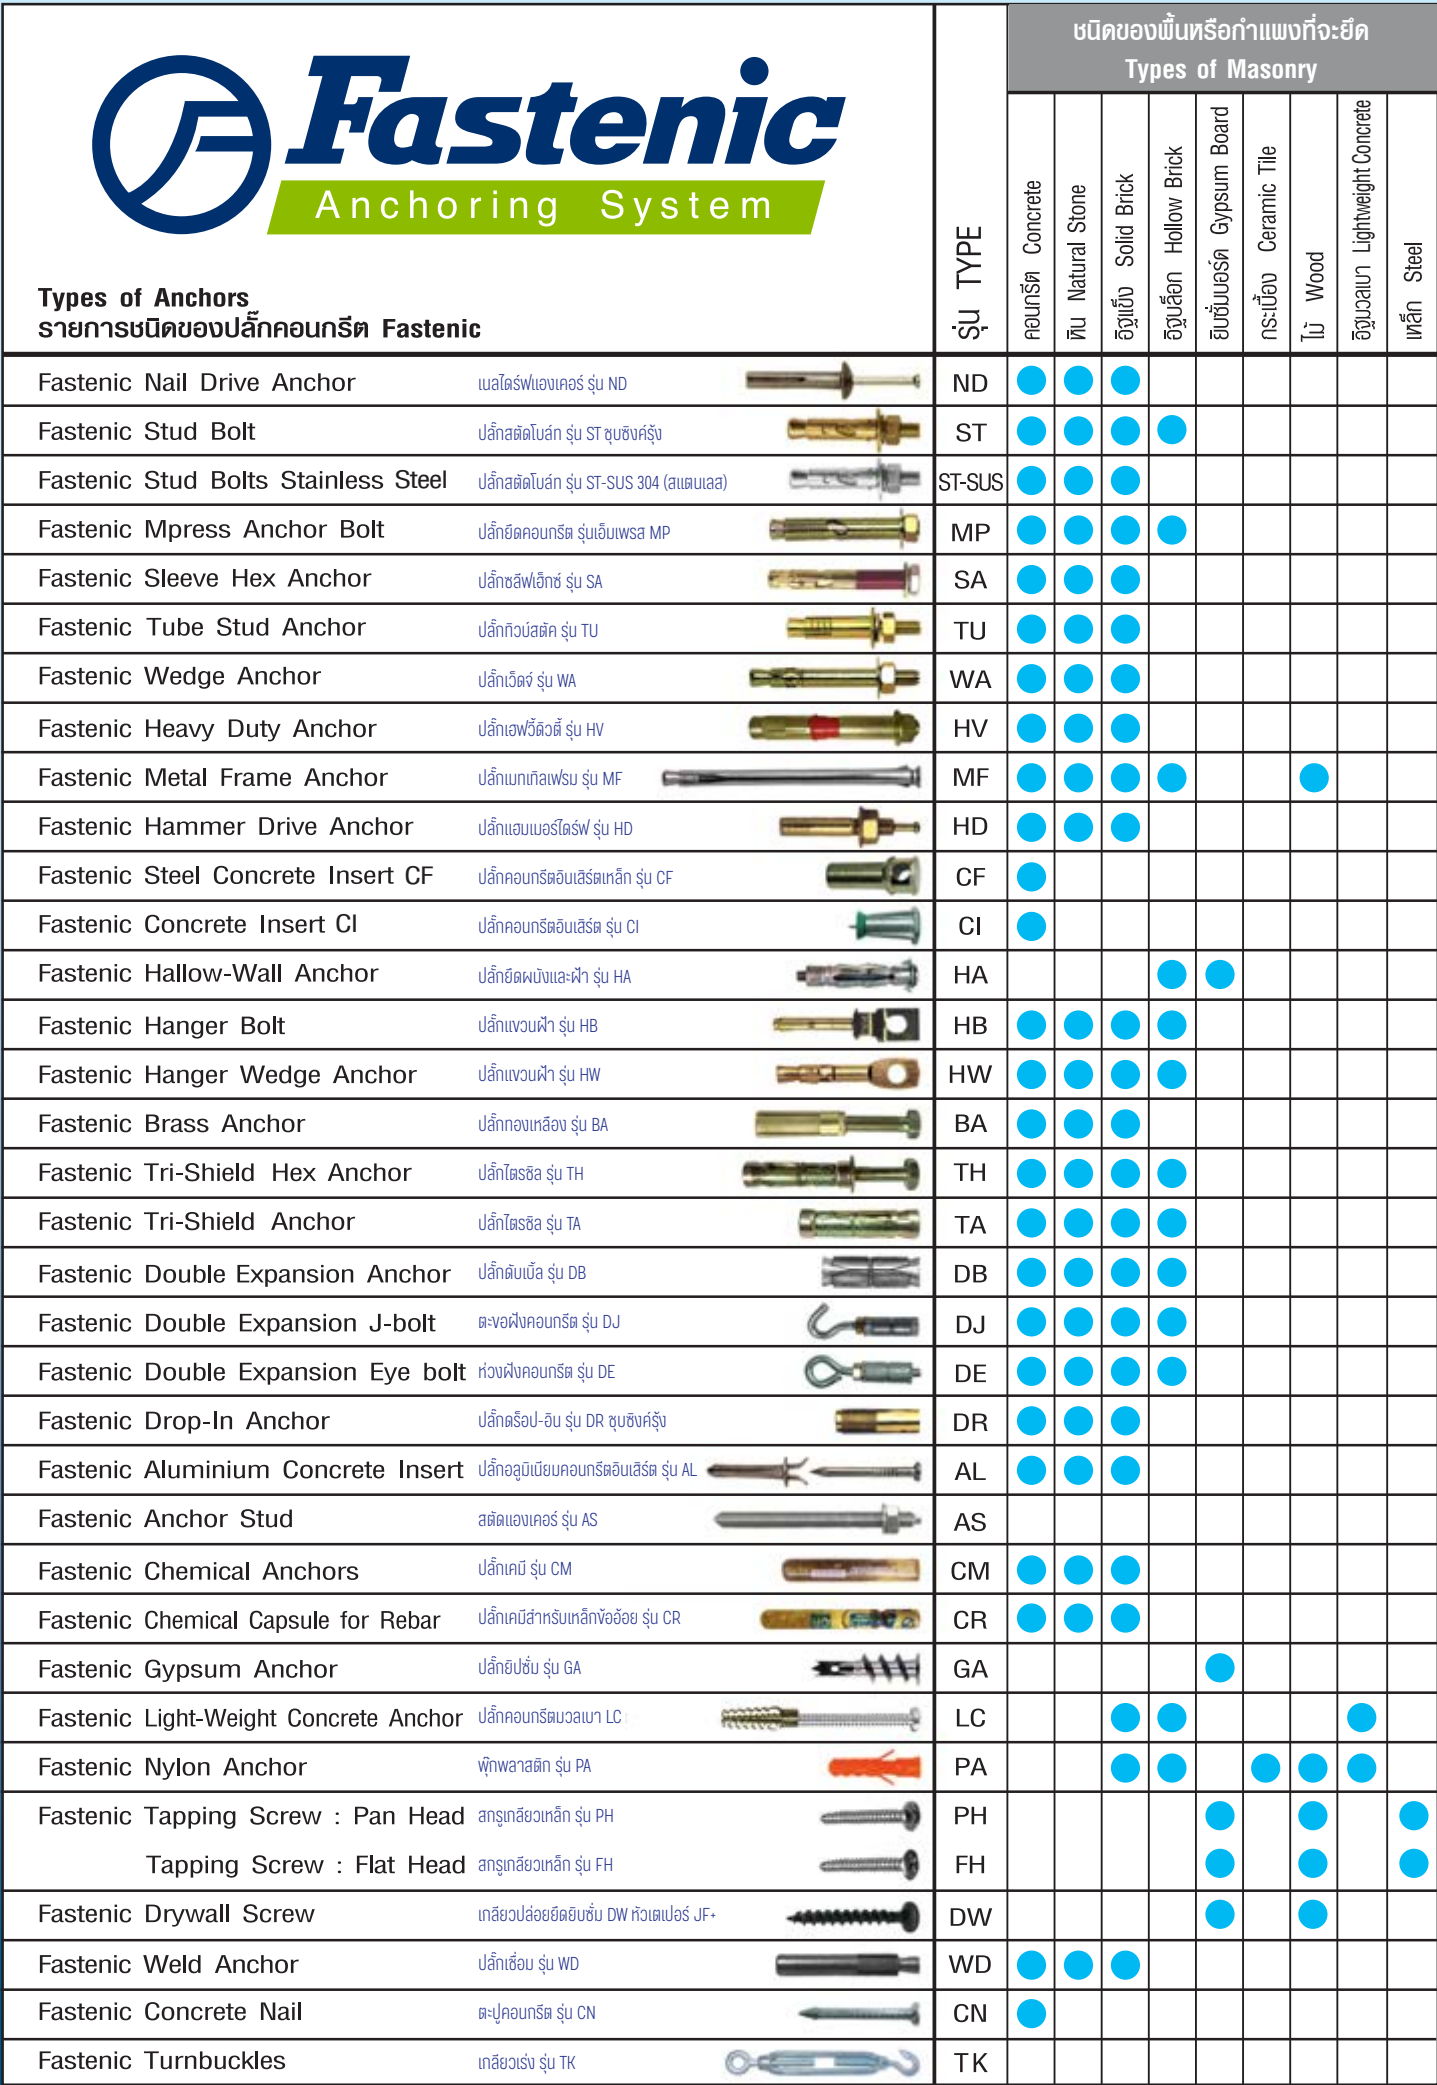 Fastenic
Anchoring System
Types of Anchors
รายการชนิดของปลั๊กคอนกรีต Fastenic
รุ่น TYPE
ชนิดของพื้นหรือกำแพงที่จะยึด
Types of Masonry
คอนกรีต Concrete
หิน Natural Stone
อิฐแข็ง Solid Brick
อิฐบล็อก Hollow Brick
ยิบซั่มบอร์ด Gypsum Board
กระเบื้อง Ceramic Tile
ไม้ Wood
อิฐมวลเบา Lightweight Concrete
เหล็ก Steel
Fastenic Nail Drive Anchor เนลไดร์ฟแองเคอร์ รุ่น ND ND
Fastenic Stud Bolt ปลั๊กสตัดโบล์ท รุ่น ST ชุบซิงค์รุ้ง ST
Fastenic Stud Bolts Stainless Steel ปลั๊กสตัดโบล์ท รุ่น ST-SUS 304 (สแตนเลส) ST-SUS
Fastenic Mpress Anchor Bolt ปลั๊กยึดคอนกรีต รุ่นเอ็มเพรส MP MP
Fastenic Sleeve Hex Anchor ปลั๊กซลีฟเฮ็กซ์ รุ่น SA SA
Fastenic Tube Stud Anchor ปลั๊กทิวบ์สตัค รุ่น TU TU
Fastenic Wedge Anchor ปลั๊กเว็ดจ์ รุ่น WA WA
Fastenic Heavy Duty Anchor ปลั๊กเฮฟวี้ดิวตี้ รุ่น HV HV
Fastenic Metal Frame Anchor ปลั๊กเมทเทิลเฟรม รุ่น MF MF
Fastenic Hammer Drive Anchor ปลั๊กแฮมเมอร์ไดร์ฟ รุ่น HD HD
Fastenic Steel Concrete Insert CF ปลั๊กคอนกรีตอินเสิร์ตเหล็ก รุ่น CF CF
Fastenic Concrete Insert CI ปลั๊กคอนกรีตอินเสิร์ต รุ่น CI CI
Fastenic Hallow-Wall Anchor ปลั๊กยึดผนังและฝ้า รุ่น HA HA
Fastenic Hanger Bolt ปลั๊กแขวนฝ้า รุ่น HB HB
Fastenic Hanger Wedge Anchor ปลั๊กแขวนฝ้า รุ่น HW HW
Fastenic Brass Anchor ปลั๊กทองเหลือง รุ่น BA BA
Fastenic Tri-Shield Hex Anchor ปลั๊กไตรชิล รุ่น TH TH
Fastenic Tri-Shield Anchor ปลั๊กไตรชิล รุ่น TA TA
Fastenic Double Expansion Anchor ปลั๊กดับเบิ้ล รุ่น DB DB
Fastenic Double Expansion J-bolt ตะขอฝังคอนกรีต รุ่น DJ DJ
Fastenic Double Expansion Eye bolt ห่วงฝังคอนกรีต รุ่น DE DE
Fastenic Drop-In Anchor ปลั๊กดร็อป-อิน รุ่น DR ชุบซิงค์รุ้ง DR
Fastenic Aluminium Concrete Insert ปลั๊กอลูมิเนียมคอนกรีตอินเสิร์ต รุ่น AL AL
Fastenic Anchor Stud สตัดแองเคอร์ รุ่น AS AS
Fastenic Chemical Anchors ปลั๊กเคมี รุ่น CM CM
Fastenic Chemical Capsule for Rebar ปลั๊กเคมีสำหรับเหล็กข้ออ้อย รุ่น CR CR
Fastenic Gypsum Anchor ปลั๊กยิปซั่ม รุ่น GA GA
Fastenic Light-Weight Concrete Anchor ปลั๊กคอนกรีตมวลเบา LC LC
Fastenic Nylon Anchor พุ๊กพลาสติก รุ่น PA PA
Fastenic Tapping Screw : Pan Head สกรูเกลียวเหล็ก รุ่น PH PH
Tapping Screw : Flat Head สกรูเกลียวเหล็ก รุ่น FH FH
Fastenic Drywall Screw เกลียวปล่อยยึดยิบซั่ม DW หัวเตเปอร์ JF+ DW
Fastenic Weld Anchor ปลั๊กเชื่อม รุ่น WD WD
Fastenic Concrete Nail ตะปูคอนกรีต รุ่น CN CN
Fastenic Turnbuckles เกลียวเร่ง รุ่น TK TK